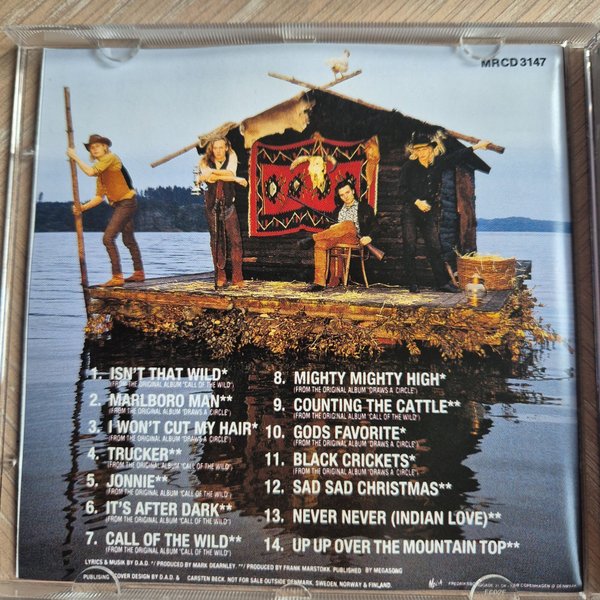 MRCD 3147
1. ISN'T THAT WILD*
(FROM THE ORIGINAL ALBUM "CALL OF THE WILD")
2. MARLBORO MAN**
(FROM THE ORIGINAL ALBUM "DRAWS A CIRCLE")
3. I WON'T CUT MY HAIR*
(FROM THE ORIGINAL ALBUM "DRAWS A CIRCLE")
4. TRUCKER**
(FROM THE ORIGINAL ALBUM "CALL OF THE WILD")
5. JONNIE**
(FROM THE ORIGINAL ALBUM "CALL OF THE WILD")
6. IT'S AFTER DARK**
(FROM THE ORIGINAL ALBUM "CALL OF THE WILD")
7. CALL OF THE WILD**
8. MIGHTY MIGHTY HIGH*
(FROM THE ORIGINAL ALBUM "DRAWS A CIRCLE")
9. COUNTING THE CATTLE**
(FROM THE ORIGINAL ALBUM "CALL OF THE WILD")
10. GODS FAVORITE*
(FROM THE ORIGINAL ALBUM "DRAWS A CIRCLE")
11. BLACK CRICKETS*
(FROM THE ORIGINAL ALBUM "DRAWS A CIRCLE")
12. SAD SAD CHRISTMAS**
13. NEVER NEVER (INDIAN LOVE)**
14. UP UP OVER THE MOUNTAIN TOP**
LYRICS & MUSIK BY D.A.D. *) PRODUCED BY MARK DEARNLEY. **) PRODUCED BY FRANK MARSTOKK. PUBLISHED BY MEGASONG
PUBLISING. COVER DESIGN BY D.A.D. & CARSTEN BECK. NOT FOR SALE OUTSIDE DENMARK, SWEDEN, NORWAY & FINLAND.
COPENHAGEN